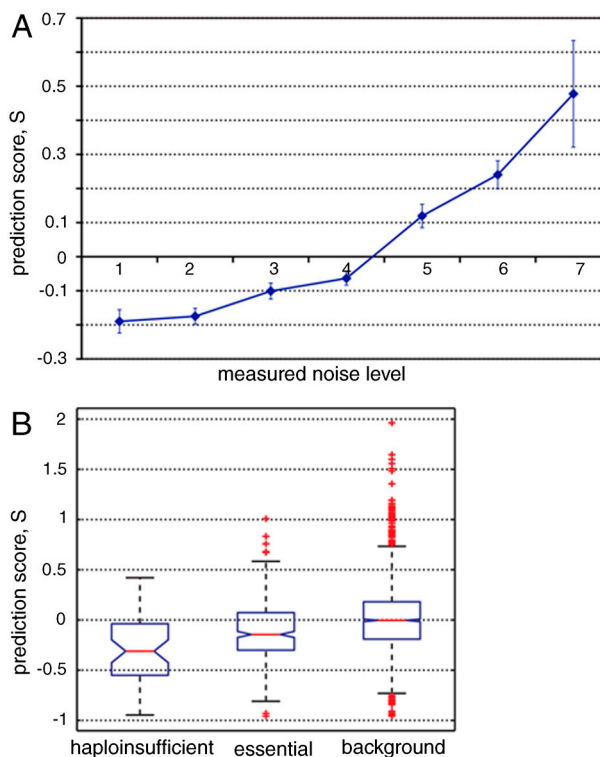 A
0.7
0.5
0.3
0.1
0
-0.1
-0.3
prediction score, S
1 2 3 4 5 6 7
measured noise level
B
2
1.5
1
0.5
0
-0.5
-1
prediction score, S
haploinsufficient essential background